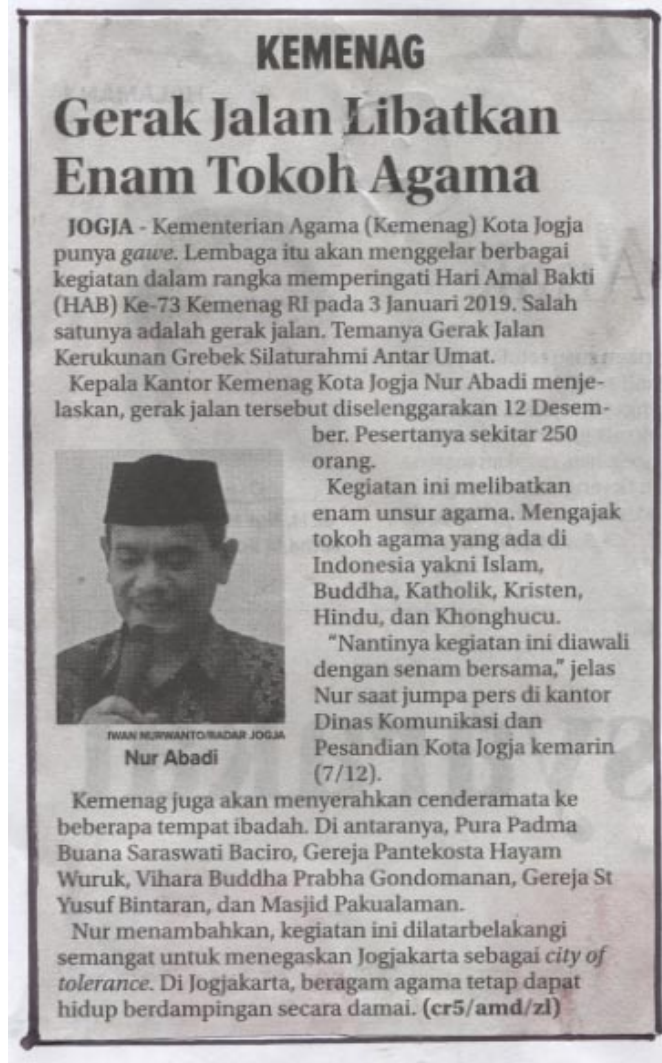 KEMENAG
Gerak Jalan Libatkan
Enam Tokoh Agama
JOGJA - Kementerian Agama (Kemenag) Kota Jogja
punya gawe. Lembaga itu akan menggelar berbagai
kegiatan dalam rangka memperingati Hari Amal Bakti
(HAB) Ke-73 Kemenag RI pada 3 Januari 2019. Salah
satunya adalah gerak jalan. Temanya Gerak Jalan
Kerukunan Grebek Silaturahmi Antar Umat.
Kepala Kantor Kemenag Kota Jogja Nur Abadi menje-
laskan, gerak jalan tersebut diselenggarakan 12 Desem-
ber. Pesertanya sekitar 250
orang.
Kegiatan ini melibatkan
enam unsur agama. Mengajak
tokoh agama yang ada di
Indonesia yakni Islam,
Buddha, Katholik, Kristen,
Hindu, dan Khonghucu.
"Nantinya kegiatan ini diawali
dengan senam bersama," jelas
Nur saat jumpa pers di kantor
Dinas Komunikasi dan
Pesandian Kota Jogja kemarin
(7/12).
IWAN NURWANTO/RADAR JOGJA
Nur Abadi
Kemenag juga akan menyerahkan cenderamata ke
beberapa tempat ibadah. Di antaranya, Pura Padma
Buana Saraswati Baciro, Gereja Pantekosta Hayam
Wuruk, Vihara Buddha Prabha Gondomanan, Gereja St
Yusuf Bintaran, dan Masjid Pakualaman.
Nur menambahkan, kegiatan ini dilatarbelakangi
semangat untuk menegaskan Jogjakarta sebagai city of
tolerance. Di Jogjakarta, beragam agama tetap dapat
hidup berdampingan secara damai. (cr5/amd/zl)